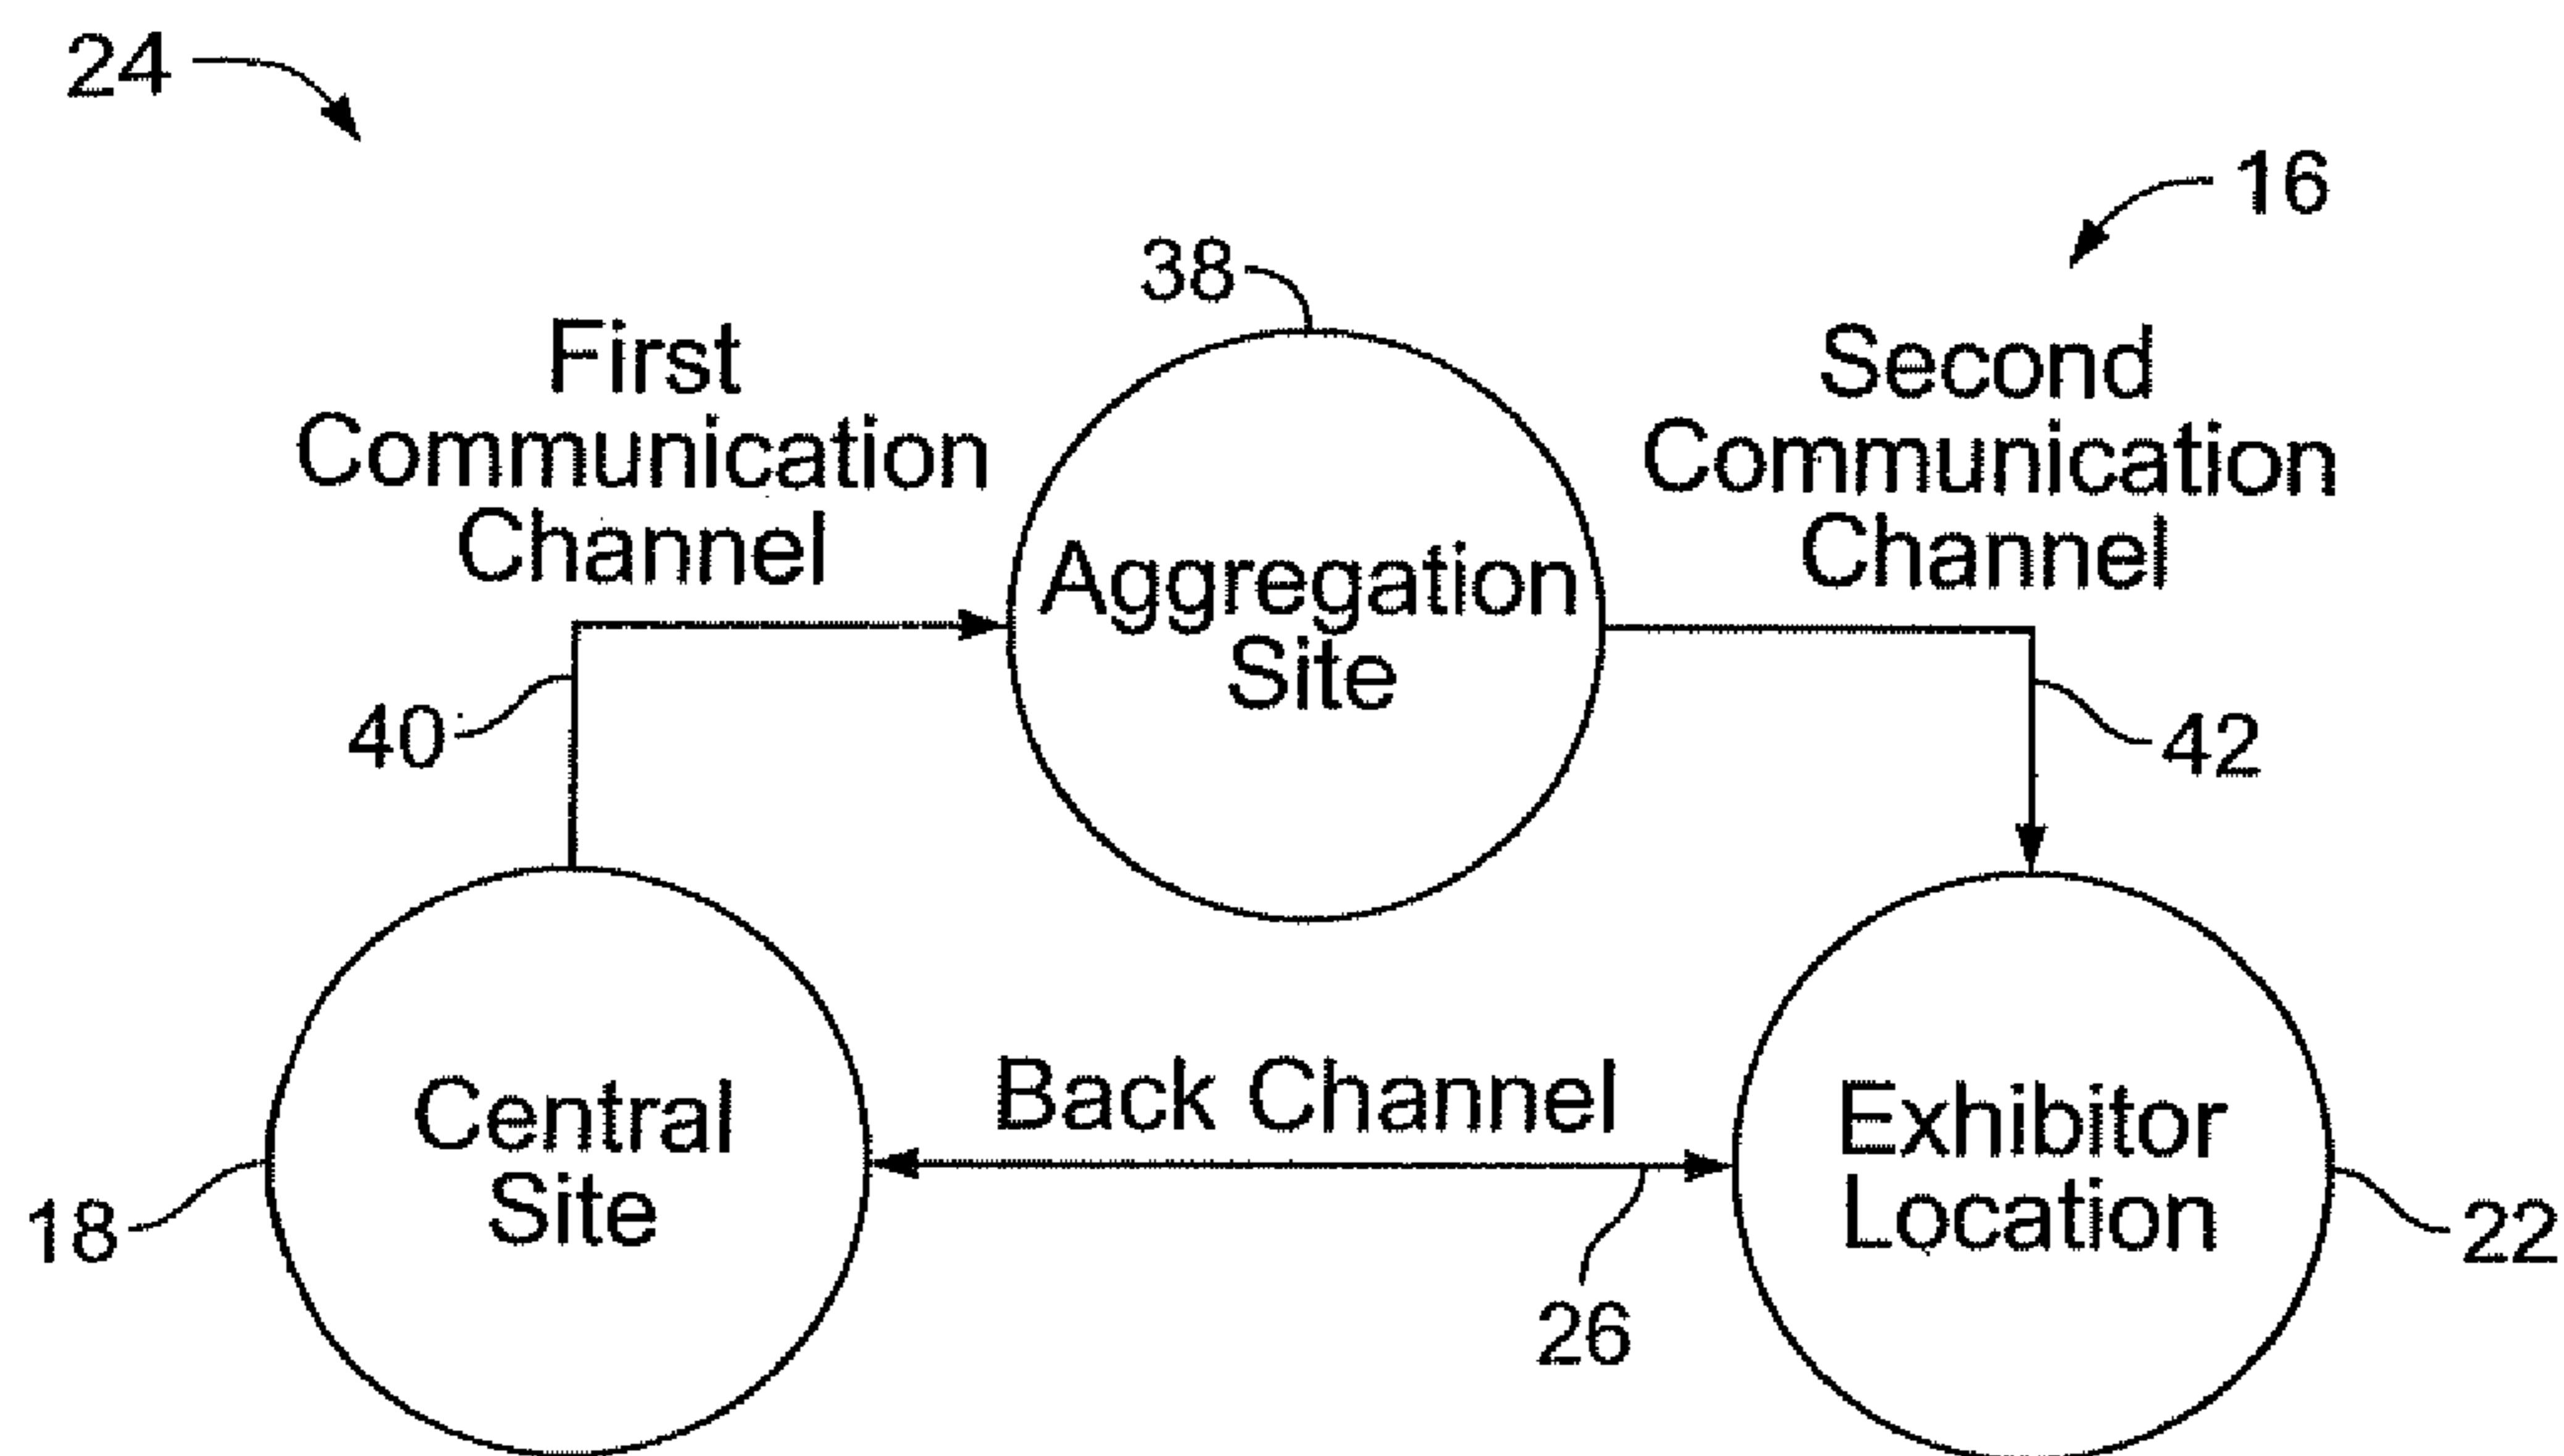 24
16
38
First
Communication
Channel
Second
Communication
Channel
Aggregation
Site
40
42
Back Channel
Central
Site
Exhibitor
Location
18
22
26